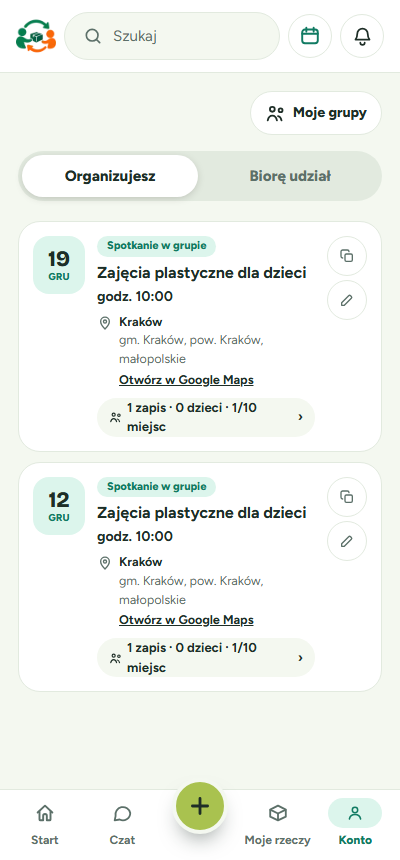 Szukaj
Moje grupy
Organizujesz
Biorę udział
19
GRU
Spotkanie w grupie
Zajęcia plastyczne dla dzieci
godz. 10:00
Kraków
gm. Kraków, pow. Kraków,
małopolskie
Otwórz w Google Maps
1 zapis · 0 dzieci · 1/10
miejsc
12
GRU
Spotkanie w grupie
Zajęcia plastyczne dla dzieci
godz. 10:00
Kraków
gm. Kraków, pow. Kraków,
małopolskie
Otwórz w Google Maps
1 zapis · 0 dzieci · 1/10
miejsc
Start
Czat
Moje rzeczy
Konto